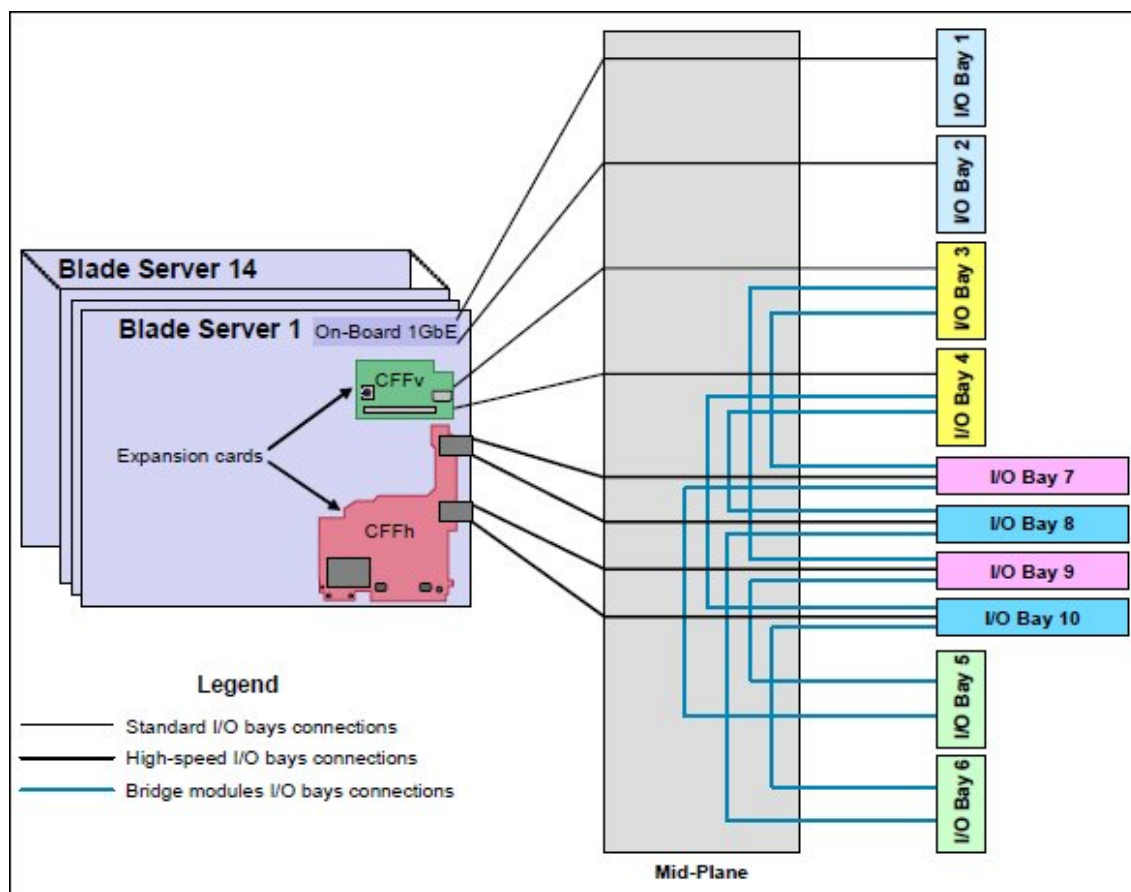 Blade Server 14
Blade Server 1
On-Board 1GbE
CFFv
Expansion cards
CFFh
I/O Bay 1
I/O Bay 2
I/O Bay 3
I/O Bay 4
I/O Bay 7
I/O Bay 8
I/O Bay 9
I/O Bay 10
I/O Bay 5
I/O Bay 6
Legend
Standard I/O bays connections
High-speed I/O bays connections
Bridge modules I/O bays connections
Mid-Plane